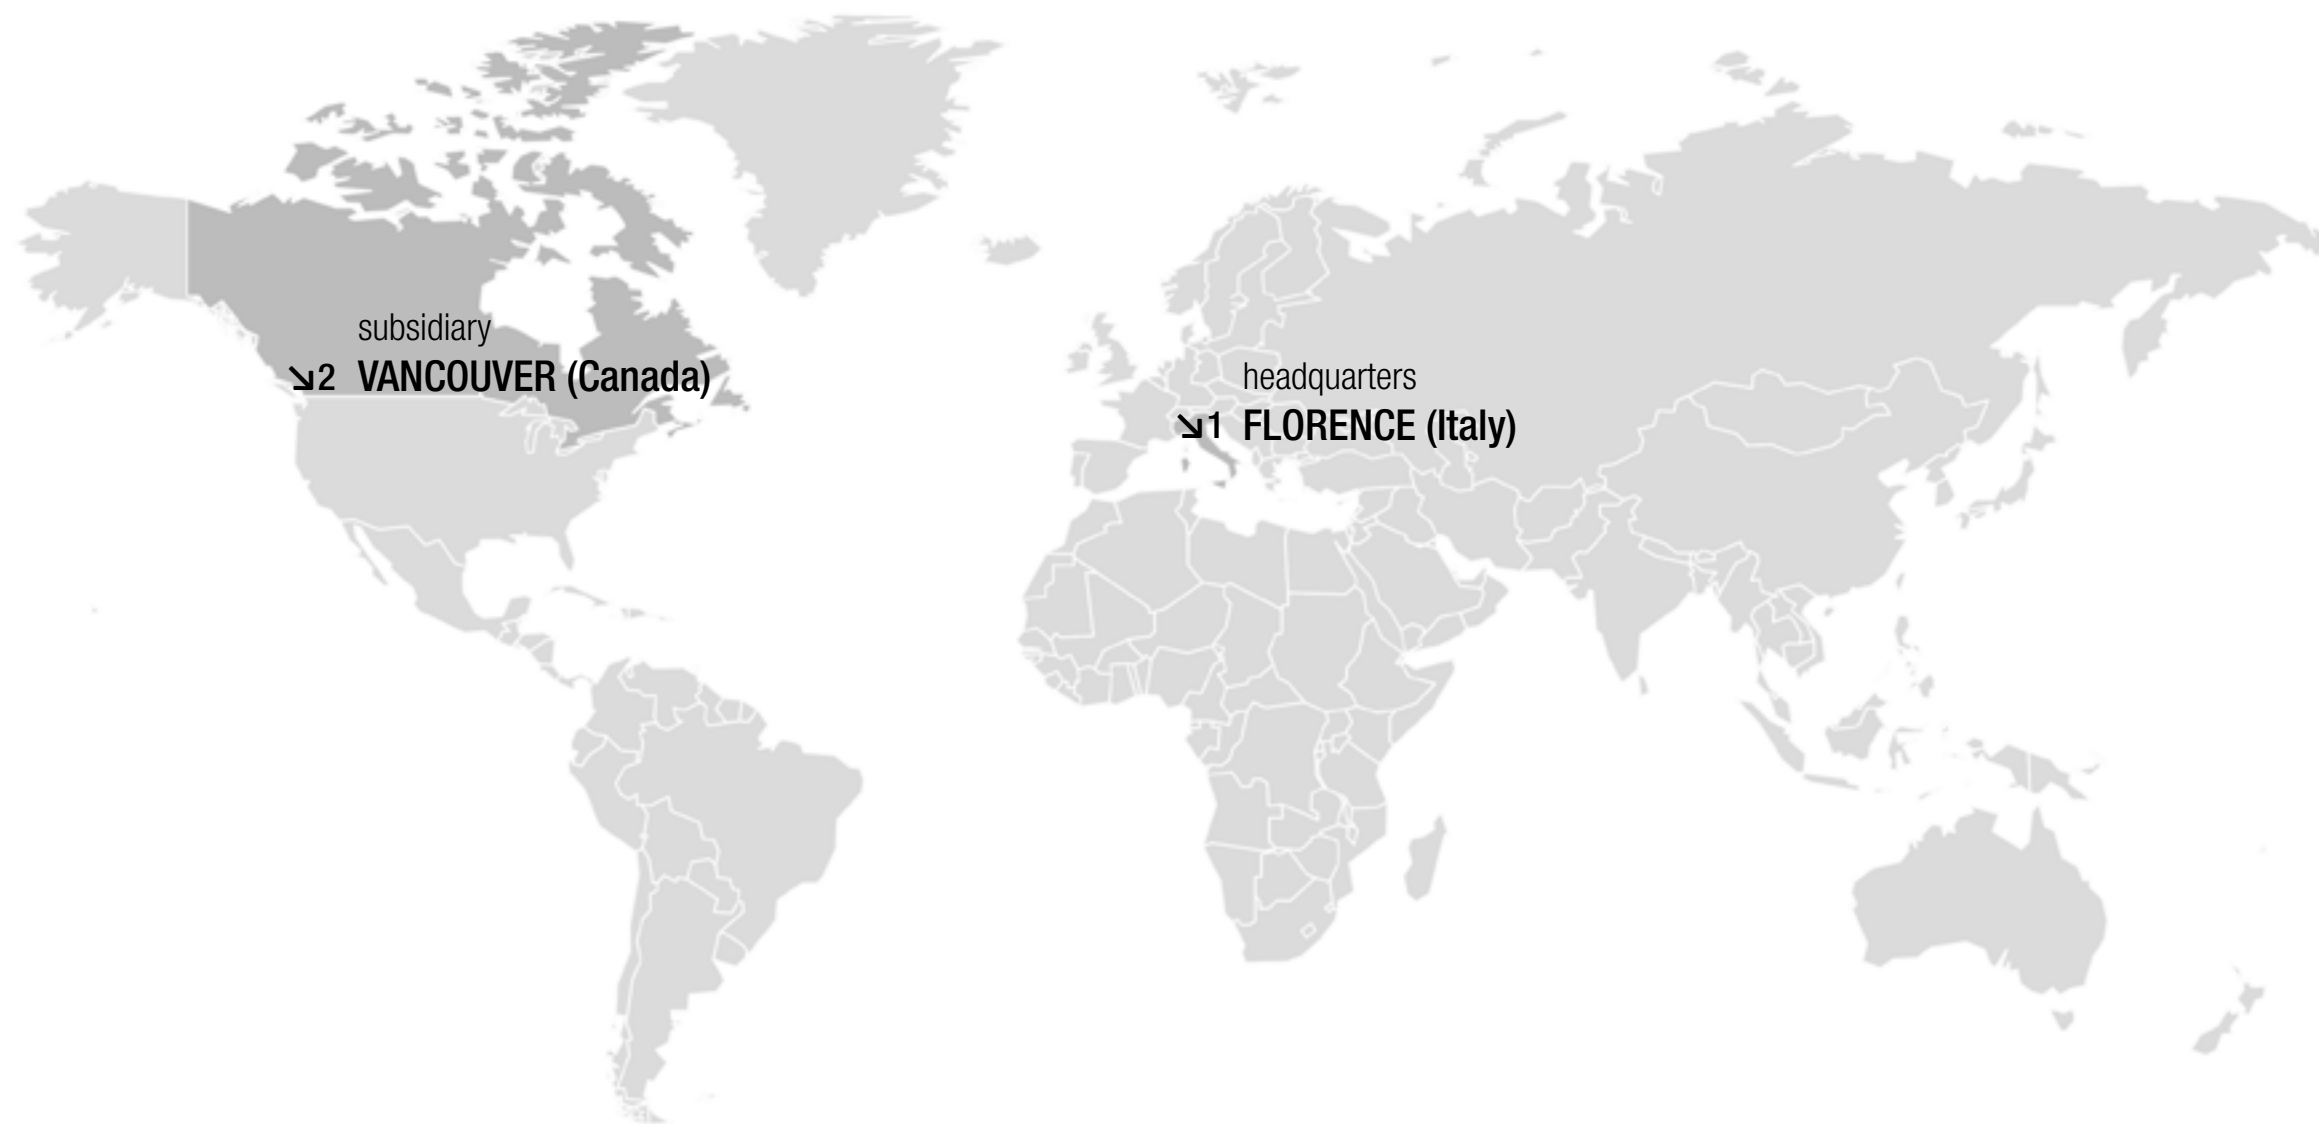 subsidiary
↘2 VANCOUVER (Canada)
headquarters
↘1 FLORENCE (Italy)